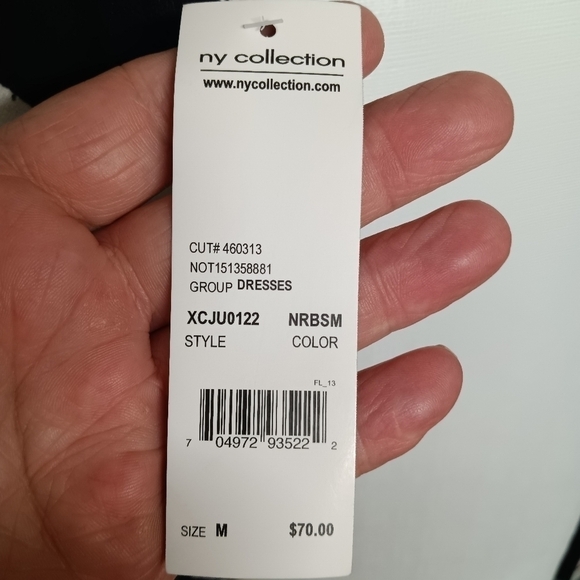 ny collection
www.nycollection.com
CUT# 460313
NOT151358881
GROUP DRESSES
XCJU0122 NRBSM
STYLE COLOR
FL_13
7 04972 93522 2
SIZE M $70.00